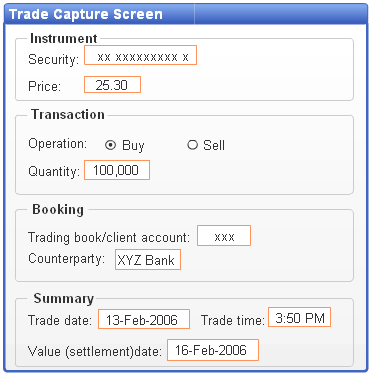 Trade Capture Screen
Instrument
Security: xx xxxxxxxxx x
Price: 25.30
Transaction
Operation: Buy Sell
Quantity: 100,000
Booking
Trading book/client account: xxx
Counterparty: XYZ Bank
Summary
Trade date: 13-Feb-2006 Trade time: 3:50 PM
Value (settlement)date: 16-Feb-2006